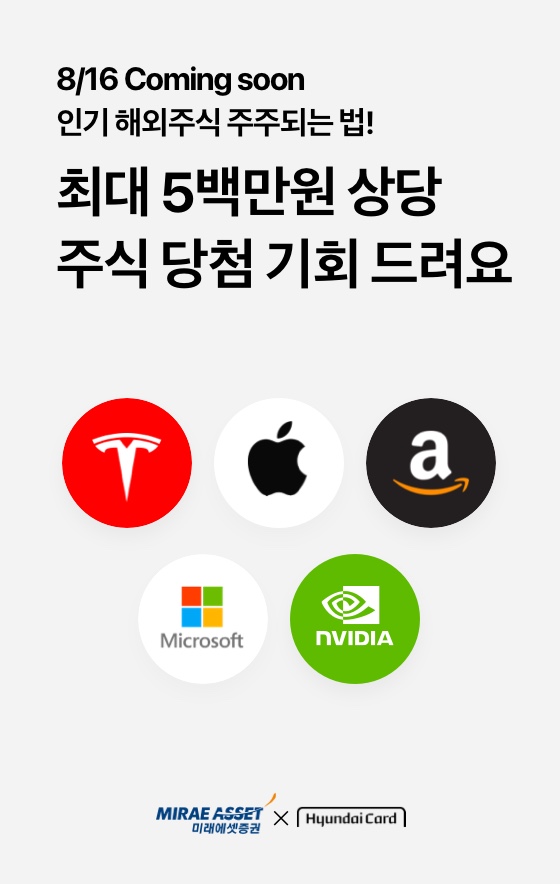 8/16 Coming soon
인기 해외주식 주주되는 법!
최대 5백만원 상당
주식 당첨 기회 드려요
a
Microsoft
NVIDIA
MIRAE ASSET
미래에셋증권
× Hyundai Card